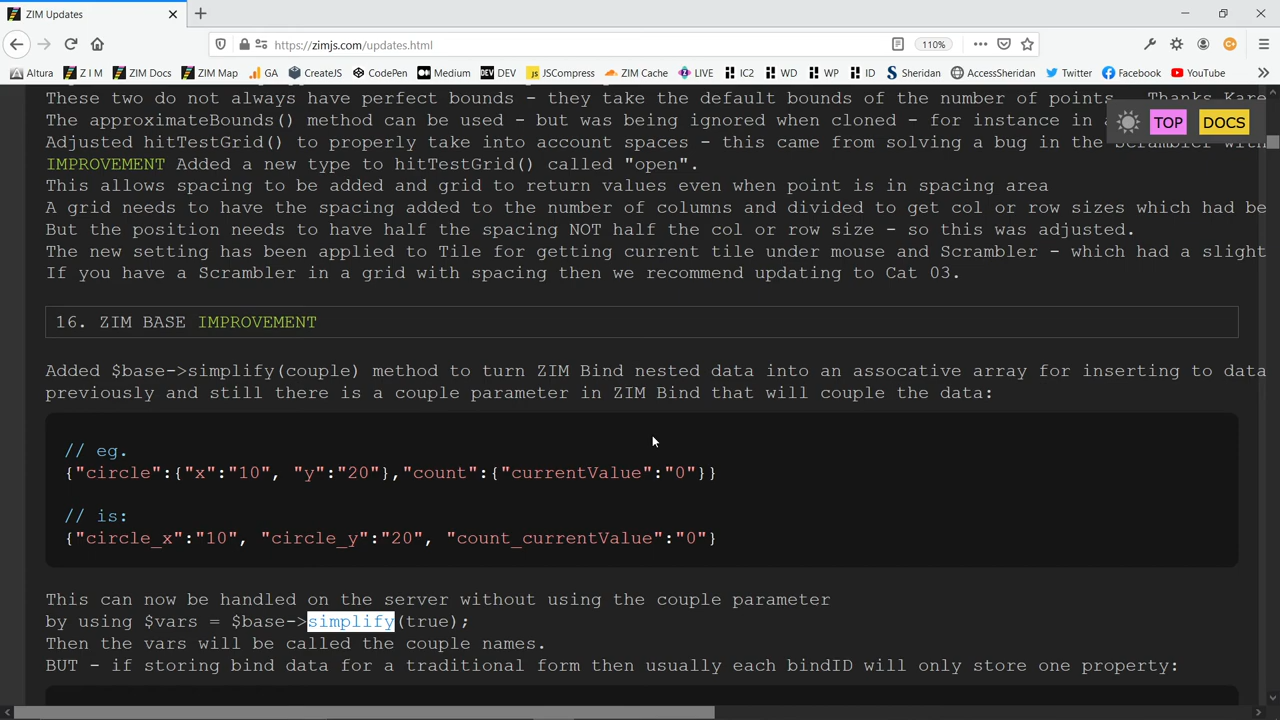 ZIM Updates
https://zimjs.com/updates.html
110%
Altura
Z I M
ZIM Docs
ZIM Map
GA
CreateJS
CodePen
Medium
DEV
JSCompress
ZIM Cache
LIVE
IC2
WD
WP
ID
Sheridan
AccessSheridan
Twitter
Facebook
YouTube
These two do not always have perfect bounds - they take the default bounds of the number of points. Thanks Kare
The approximateBounds() method can be used - but was being ignored when cloned - for instance in a
Adjusted hitTestGrid() to properly take into account spaces - this came from solving a bug in the Scrambler with
TOP
DOCS
IMPROVEMENT Added a new type to hitTestGrid() called "open".
This allows spacing to be added and grid to return values even when point is in spacing area
A grid needs to have the spacing added to the number of columns and divided to get col or row sizes which had be
But the position needs to have half the spacing NOT half the col or row size - so this was adjusted.
The new setting has been applied to Tile for getting current tile under mouse and Scrambler - which had a slight
If you have a Scrambler in a grid with spacing then we recommend updating to Cat 03.
16. ZIM BASE IMPROVEMENT
Added $base->simplify(couple) method to turn ZIM Bind nested data into an assocative array for inserting to data
previously and still there is a couple parameter in ZIM Bind that will couple the data:
// eg.
{"circle":{"x":"10", "y":"20"},"count":{"currentValue":"0"}}
// is:
{"circle_x":"10", "circle_y":"20", "count_currentValue":"0"}
This can now be handled on the server without using the couple parameter
by using $vars = $base->simplify(true);
Then the vars will be called the couple names.
BUT - if storing bind data for a traditional form then usually each bindID will only store one property: